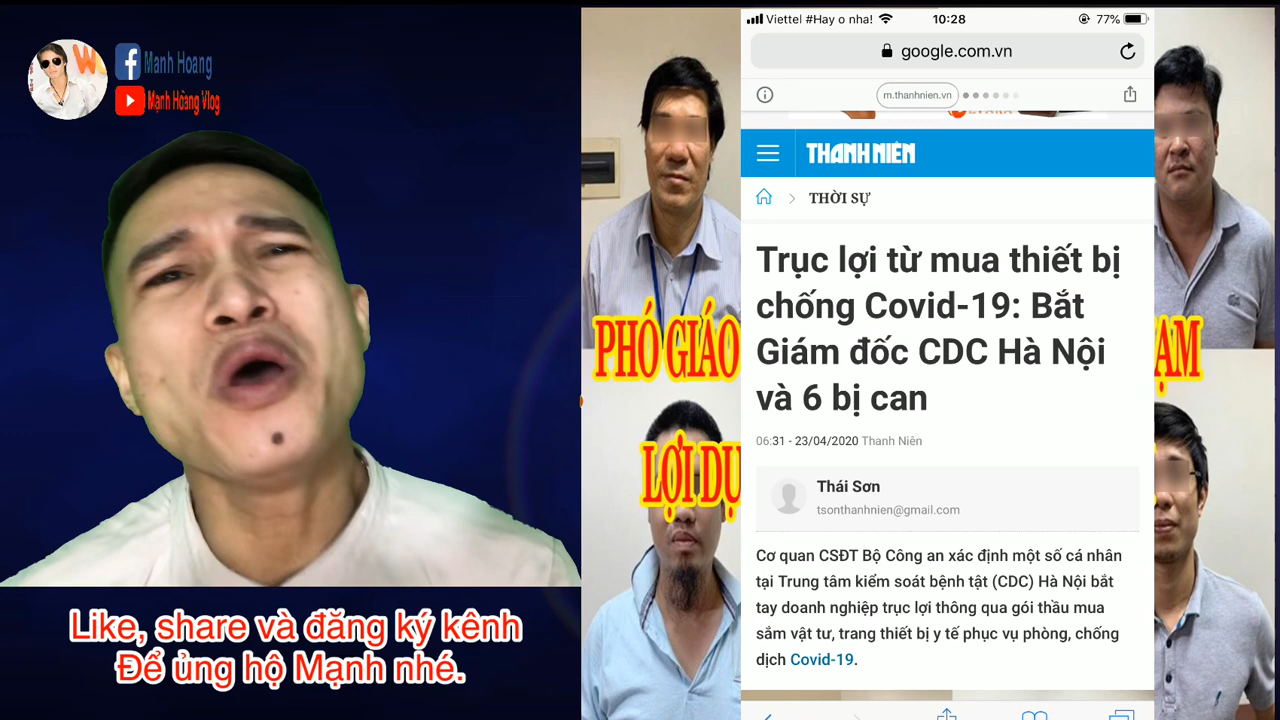 Manh Hoang
Mạnh Hoàng Vlog
Like, share và đăng ký kênh
Để ủng hộ Mạnh nhé.
PHÓ GIÁO
ẠM
LỢI DỤ
Viettel #Hay o nha!
10:28
77%
google.com.vn
m.thanhnien.vn
THANH NIÊN
THỜI SỰ
Trục lợi từ mua thiết bị
chống Covid-19: Bắt
Giám đốc CDC Hà Nội
và 6 bị can
06:31 - 23/04/2020 Thanh Niên
Thái Sơn
tsonthanhnien@gmail.com
Cơ quan CSĐT Bộ Công an xác định một số cá nhân
tại Trung tâm kiểm soát bệnh tật (CDC) Hà Nội bắt
tay doanh nghiệp trục lợi thông qua gói thầu mua
sắm vật tư, trang thiết bị y tế phục vụ phòng, chống
dịch Covid-19.